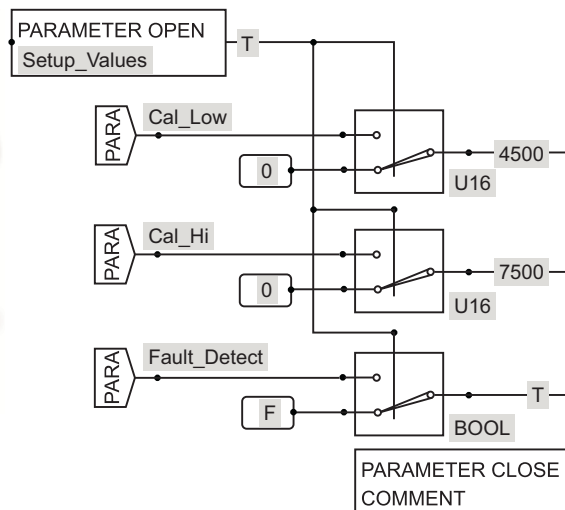 PARAMETER OPEN
Setup_Values
T
PARA
Cal_Low
0
4500
U16
PARA
Cal_Hi
0
7500
U16
PARA
Fault_Detect
F
T
BOOL
PARAMETER CLOSE
COMMENT